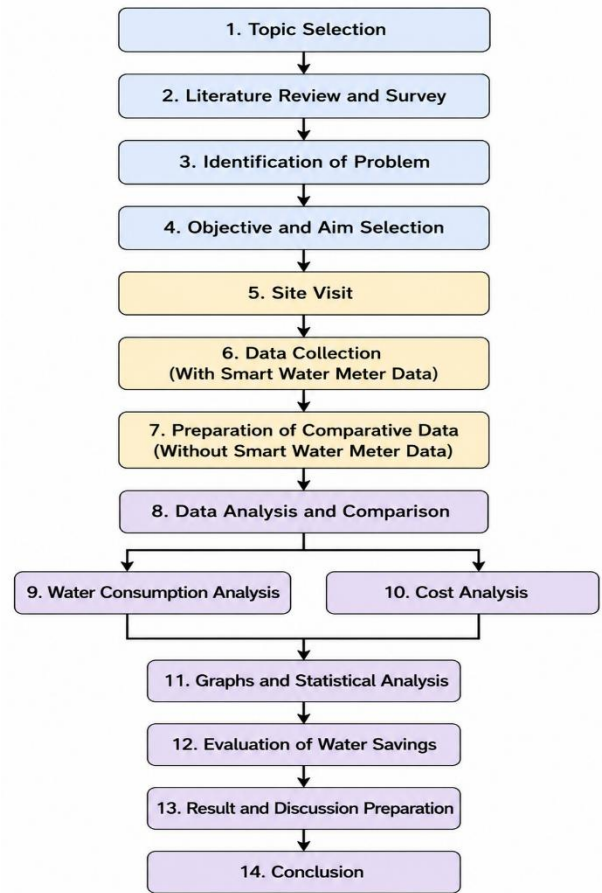 1. Topic Selection
2. Literature Review and Survey
3. Identification of Problem
4. Objective and Aim Selection
5. Site Visit
6. Data Collection
(With Smart Water Meter Data)
7. Preparation of Comparative Data
(Without Smart Water Meter Data)
8. Data Analysis and Comparison
9. Water Consumption Analysis
10. Cost Analysis
11. Graphs and Statistical Analysis
12. Evaluation of Water Savings
13. Result and Discussion Preparation
14. Conclusion